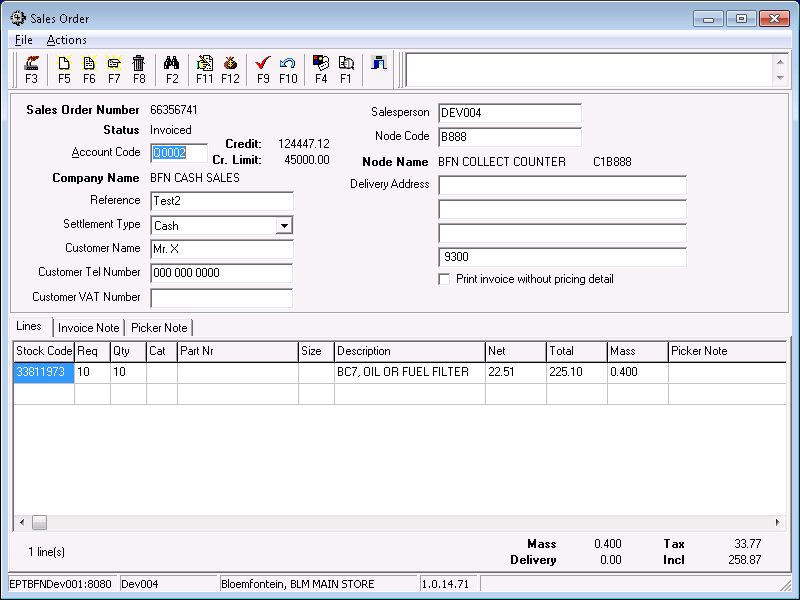 Sales Order
File Actions
F3 F5 F6 F7 F8 F2 F11 F12 F9 F10 F4 F1
Sales Order Number 66356741
Status Invoiced
Account Code Q0002
Credit: 124447.12
Cr. Limit: 45000.00
Company Name BFN CASH SALES
Reference Test2
Settlement Type Cash
Customer Name Mr. X
Customer Tel Number 000 000 0000
Customer VAT Number
Salesperson DEV004
Node Code B888
Node Name BFN COLLECT COUNTER C1B888
Delivery Address
9300
Print invoice without pricing detail
Lines Invoice Note Picker Note
Stock Code Req Qty Cat Part Nr Size Description Net Total Mass Picker Note
33811973 10 10 BC7, OIL OR FUEL FILTER 22.51 225.10 0.400
1 line(s)
Mass 0.400 Tax 33.77
Delivery 0.00 Incl 258.87
EPTBFNDev001:8080 Dev004 Bloemfontein, BLM MAIN STORE 1.0.14.71